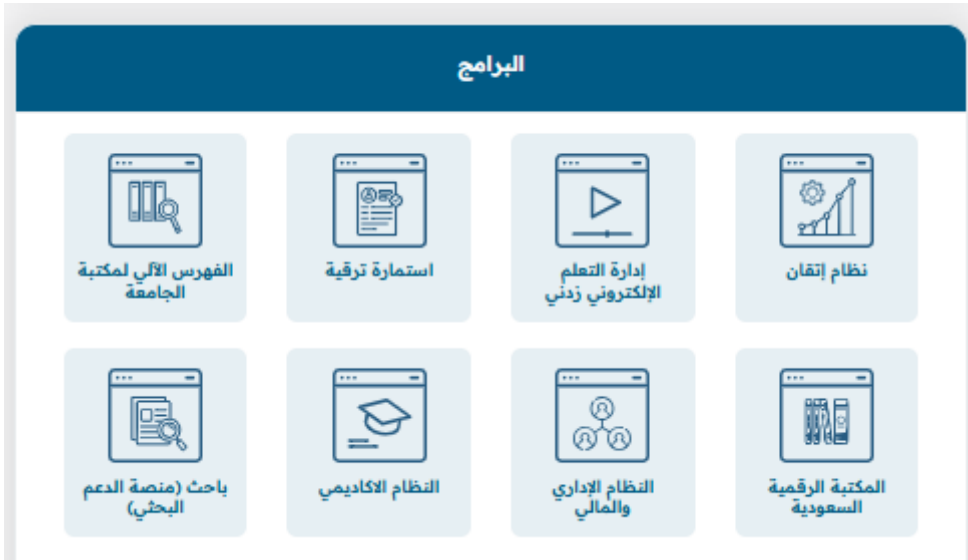 البرامج
نظام إتقان
إدارة التعلم
الإلكتروني زدني
استمارة ترقية
الفهرس الآلي لمكتبة
الجامعة
المكتبة الرقمية
السعودية
النظام الإداري
والمالي
النظام الاكاديمي
باحث (منصة الدعم
البحثي)